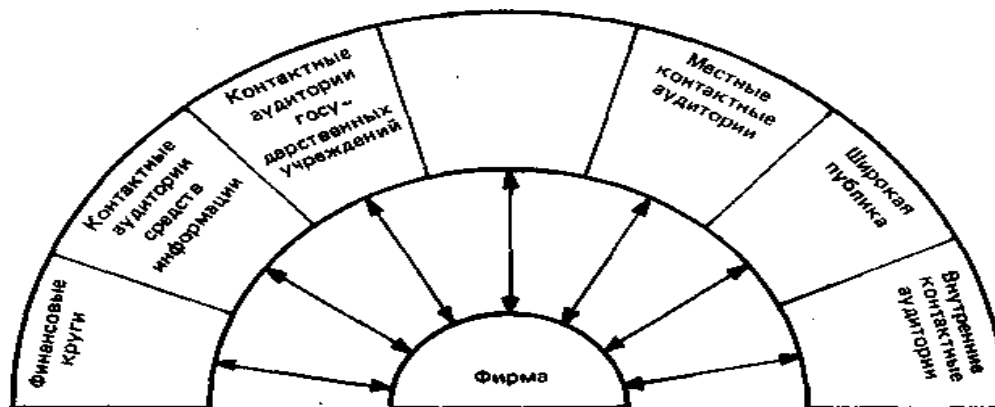 Финансовые
круги
Контактные
аудитории
средств
информации
Контактные
аудитории
госу-
дарственных
учреждений
Местные
контактные
аудитории
Широкая
публика
Внутренние
контактные
аудитории
Фирма